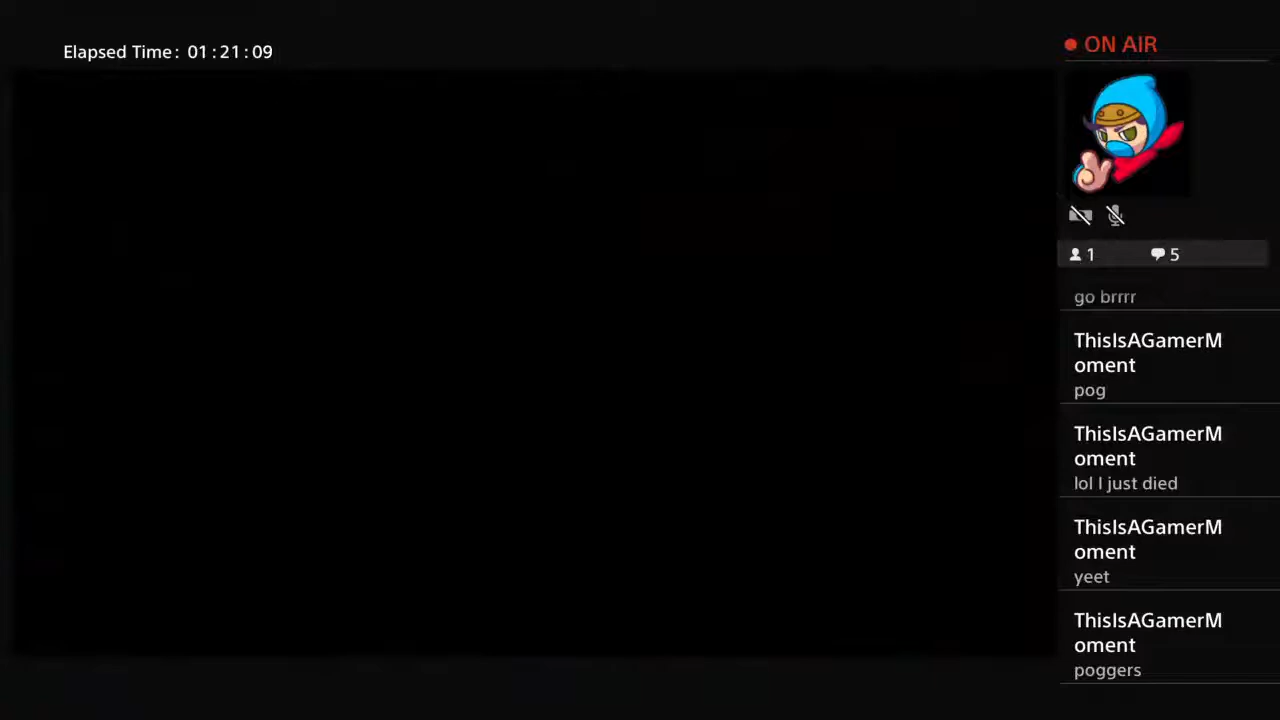 Elapsed Time: 01:21:09
ON AIR
1 5
go brrrr
ThisIsAGamerM
oment
pog
ThisIsAGamerM
oment
lol I just died
ThisIsAGamerM
oment
yeet
ThisIsAGamerM
oment
poggers